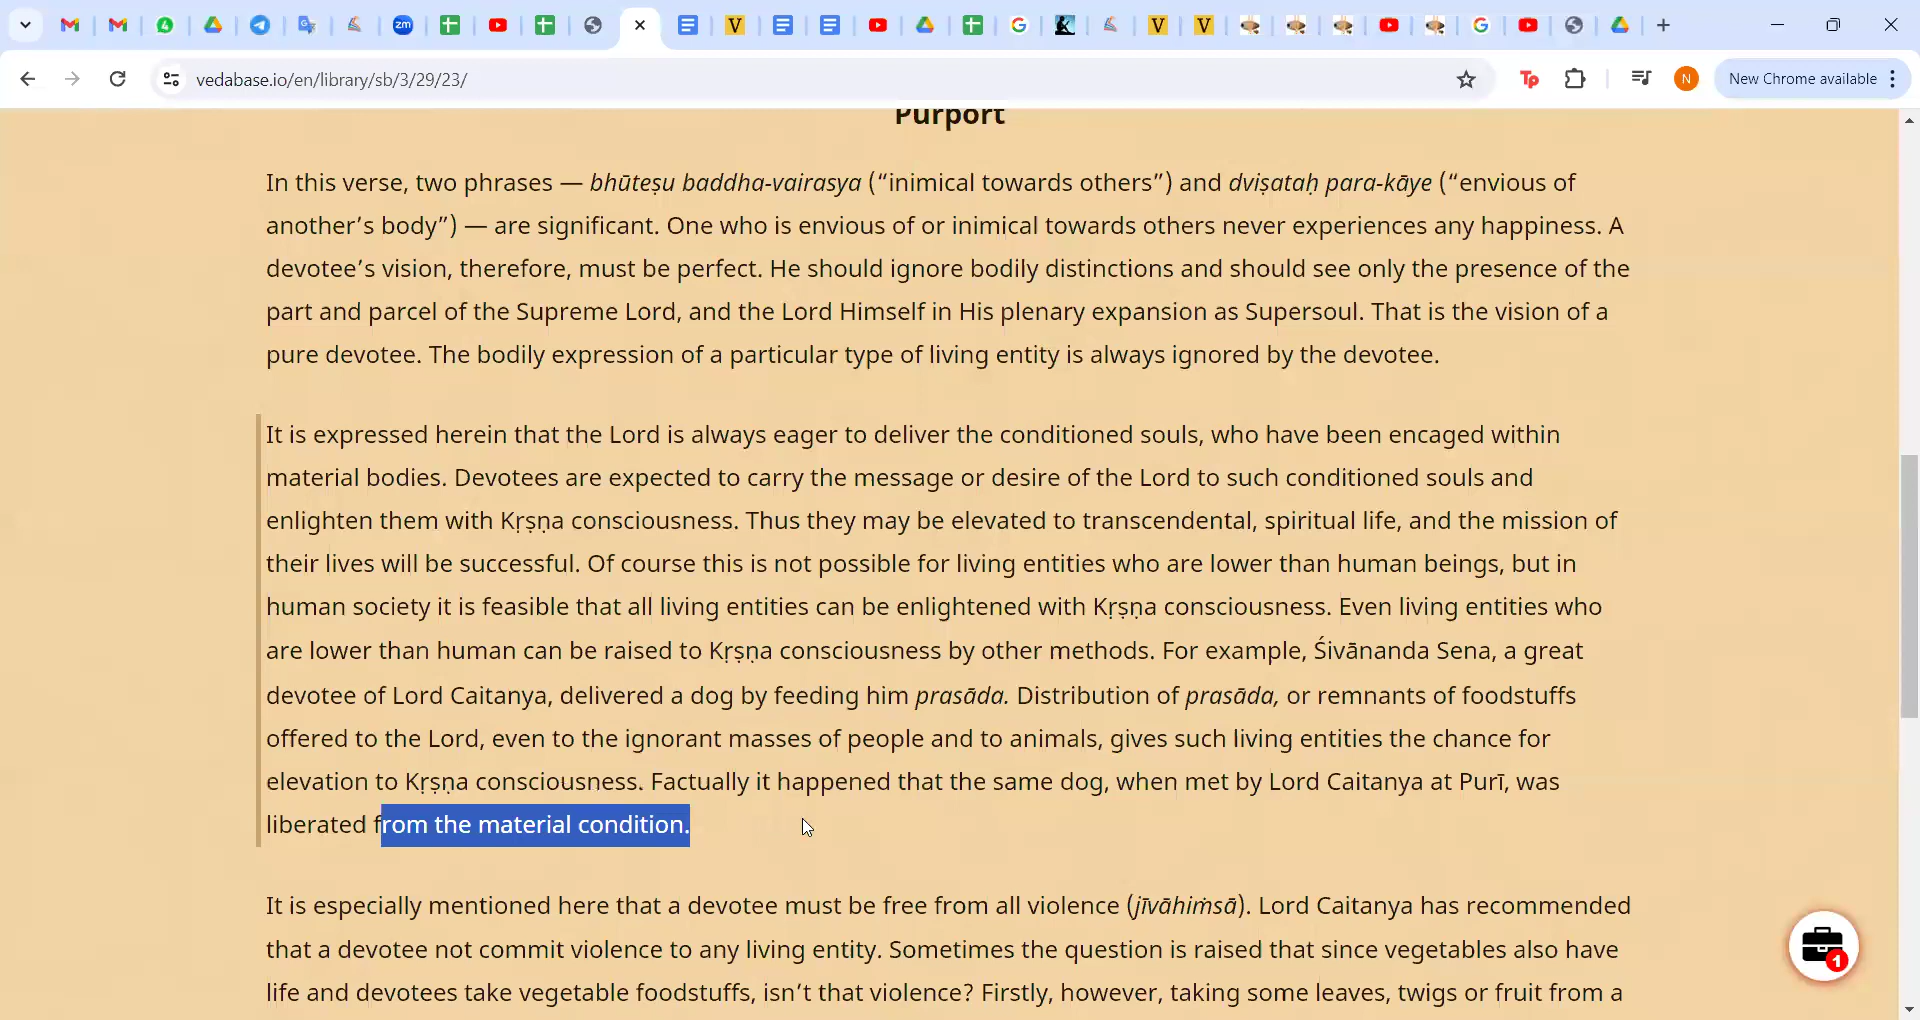 zm
V
V
V
vedabase.io/en/library/sb/3/29/23/
Tp
N
New Chrome available
Purport
In this verse, two phrases — bhūteṣu baddha-vairasya (“inimical towards others”) and dviṣataḥ para-kāye (“envious of
another’s body”) — are significant. One who is envious of or inimical towards others never experiences any happiness. A
devotee’s vision, therefore, must be perfect. He should ignore bodily distinctions and should see only the presence of the
part and parcel of the Supreme Lord, and the Lord Himself in His plenary expansion as Supersoul. That is the vision of a
pure devotee. The bodily expression of a particular type of living entity is always ignored by the devotee.
It is expressed herein that the Lord is always eager to deliver the conditioned souls, who have been encaged within
material bodies. Devotees are expected to carry the message or desire of the Lord to such conditioned souls and
enlighten them with Kṛṣṇa consciousness. Thus they may be elevated to transcendental, spiritual life, and the mission of
their lives will be successful. Of course this is not possible for living entities who are lower than human beings, but in
human society it is feasible that all living entities can be enlightened with Kṛṣṇa consciousness. Even living entities who
are lower than human can be raised to Kṛṣṇa consciousness by other methods. For example, Śivānanda Sena, a great
devotee of Lord Caitanya, delivered a dog by feeding him prasāda. Distribution of prasāda, or remnants of foodstuffs
offered to the Lord, even to the ignorant masses of people and to animals, gives such living entities the chance for
elevation to Kṛṣṇa consciousness. Factually it happened that the same dog, when met by Lord Caitanya at Purī, was
liberated from the material condition.
It is especially mentioned here that a devotee must be free from all violence (jīvāhiṁsā). Lord Caitanya has recommended
that a devotee not commit violence to any living entity. Sometimes the question is raised that since vegetables also have
life and devotees take vegetable foodstuffs, isn’t that violence? Firstly, however, taking some leaves, twigs or fruit from a
1